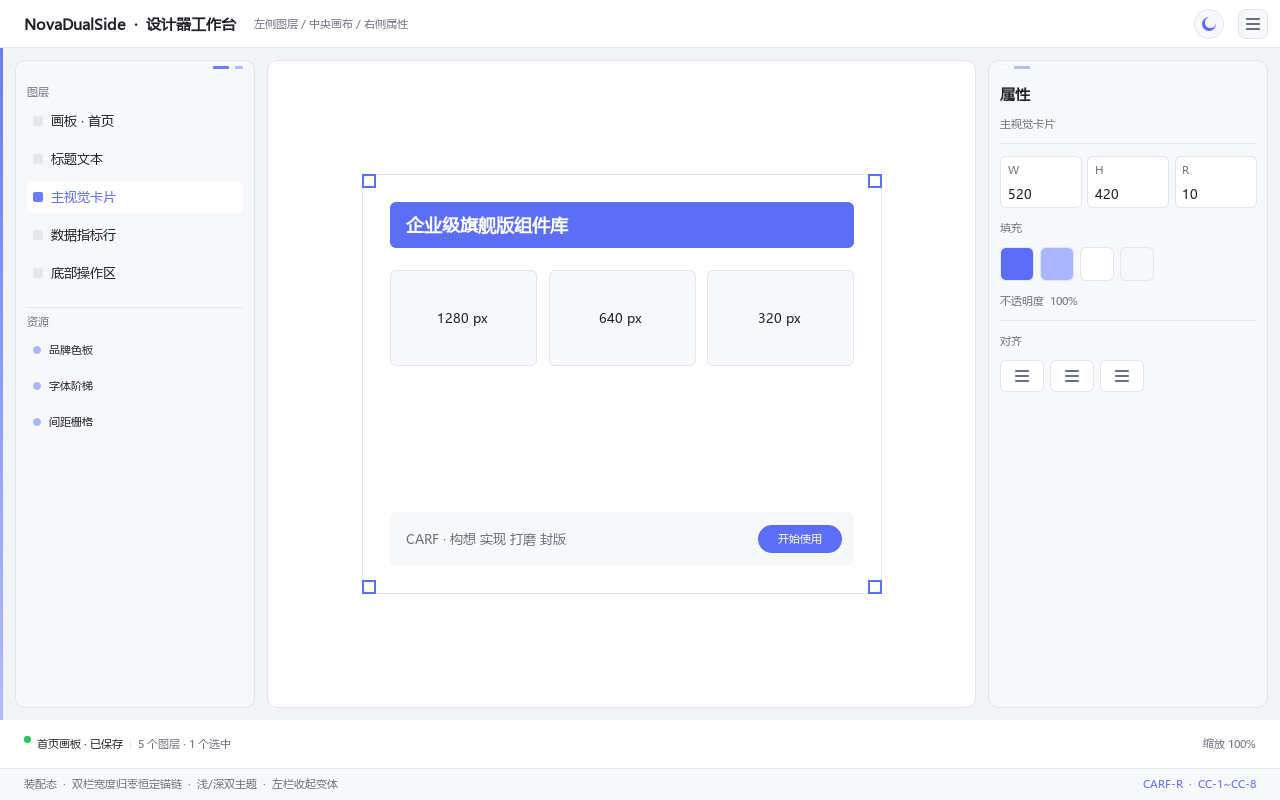 NovaDualSide · 设计器工作台
左侧图层 / 中央画布 / 右侧属性
图层
画板 · 首页
标题文本
主视觉卡片
数据指标行
底部操作区
资源
品牌色板
字体阶梯
间距栅格
企业级旗舰版组件库
1280 px
640 px
320 px
CARF · 构想 实现 打磨 封版
开始使用
属性
主视觉卡片
W
520
H
420
R
10
填充
不透明度 100%
对齐
首页画板 · 已保存
5 个图层 · 1 个选中
缩放 100%
装配态 · 双栏宽度归零恒定锚链 · 浅/深双主题 · 左栏收起变体
CARF-R · CC-1~CC-8